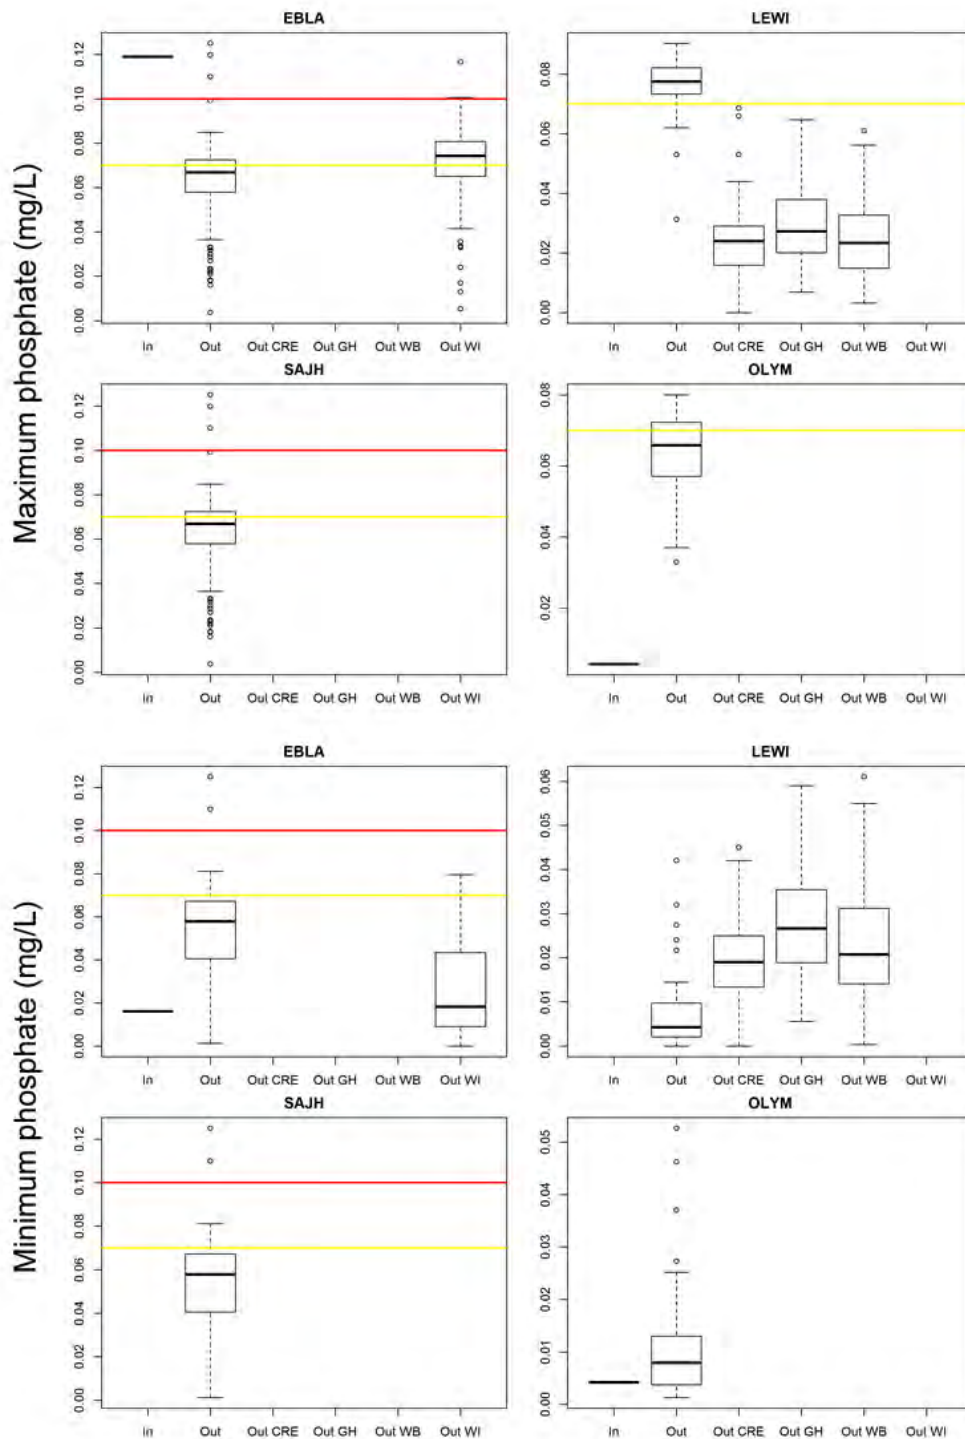 Maximum phosphate (mg/L)
EBLA
0.12
0.10
0.08
0.06
0.04
0.02
0.00
In Out Out CRE Out GH Out WB Out WI
LEWI
0.08
0.06
0.04
0.02
0.00
In Out Out CRE Out GH Out WB Out WI
SAJH
0.12
0.10
0.08
0.06
0.04
0.02
0.00
In Out Out CRE Out GH Out WB Out WI
OLYM
0.08
0.06
0.04
0.02
In Out Out CRE Out GH Out WB Out WI
Minimum phosphate (mg/L)
EBLA
0.12
0.10
0.08
0.06
0.04
0.02
0.00
In Out Out CRE Out GH Out WB Out WI
LEWI
0.06
0.05
0.04
0.03
0.02
0.01
0.00
In Out Out CRE Out GH Out WB Out WI
SAJH
0.12
0.10
0.08
0.06
0.04
0.02
0.00
In Out Out CRE Out GH Out WB Out WI
OLYM
0.05
0.04
0.03
0.02
0.01
0.00
In Out Out CRE Out GH Out WB Out WI